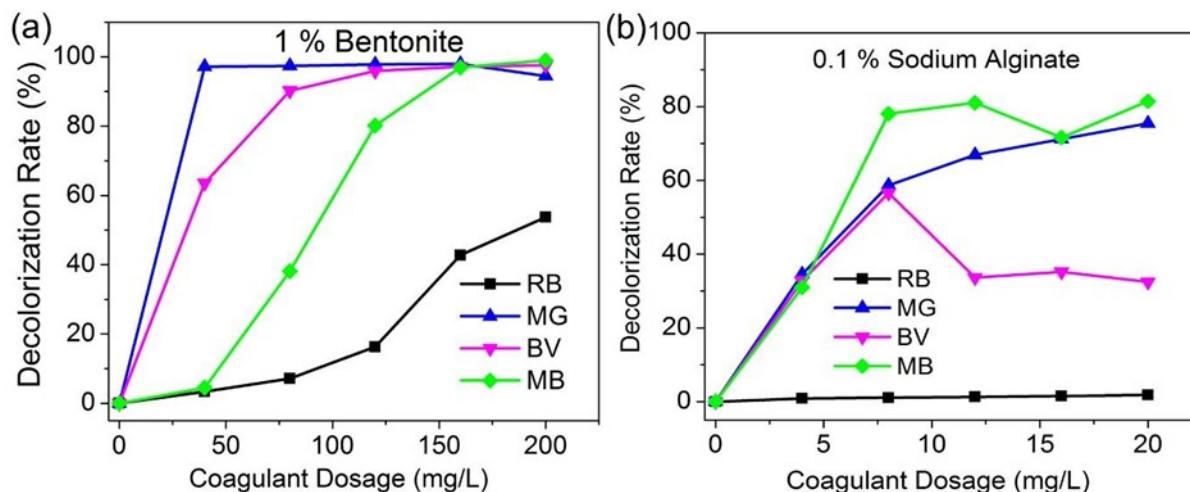 (a)
1 % Bentonite
Decolorization Rate (%)
100
80
60
40
20
0
RB
MG
BV
MB
0 50 100 150 200
Coagulant Dosage (mg/L)
(b)
0.1 % Sodium Alginate
Decolorization Rate (%)
100
80
60
40
20
0
RB
MG
BV
MB
0 5 10 15 20
Coagulant Dosage (mg/L)